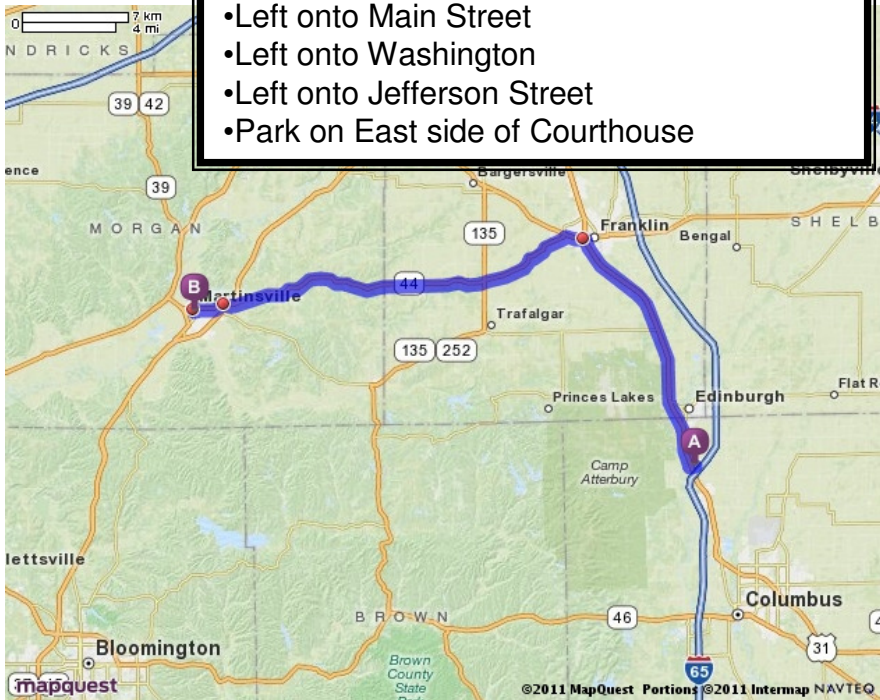 •Left onto Main Street
•Left onto Washington
•Left onto Jefferson Street
•Park on East side of Courthouse
0
7 km
4 mi
NDRICKS
39 42
ence
39
MORGAN
Bargersville
Shelbyville
135
Franklin
Bengal
SHELB
B
Martinsville
44
Trafalgar
135 252
Princes Lakes
Edinburgh
Flat R
A
Camp
Atterbury
lettsville
BROWN
46
Columbus
4
Bloomington
31
Brown
County
State
65
mapquest
©2011 MapQuest Portions ©2011 Intermap NAVTEQ